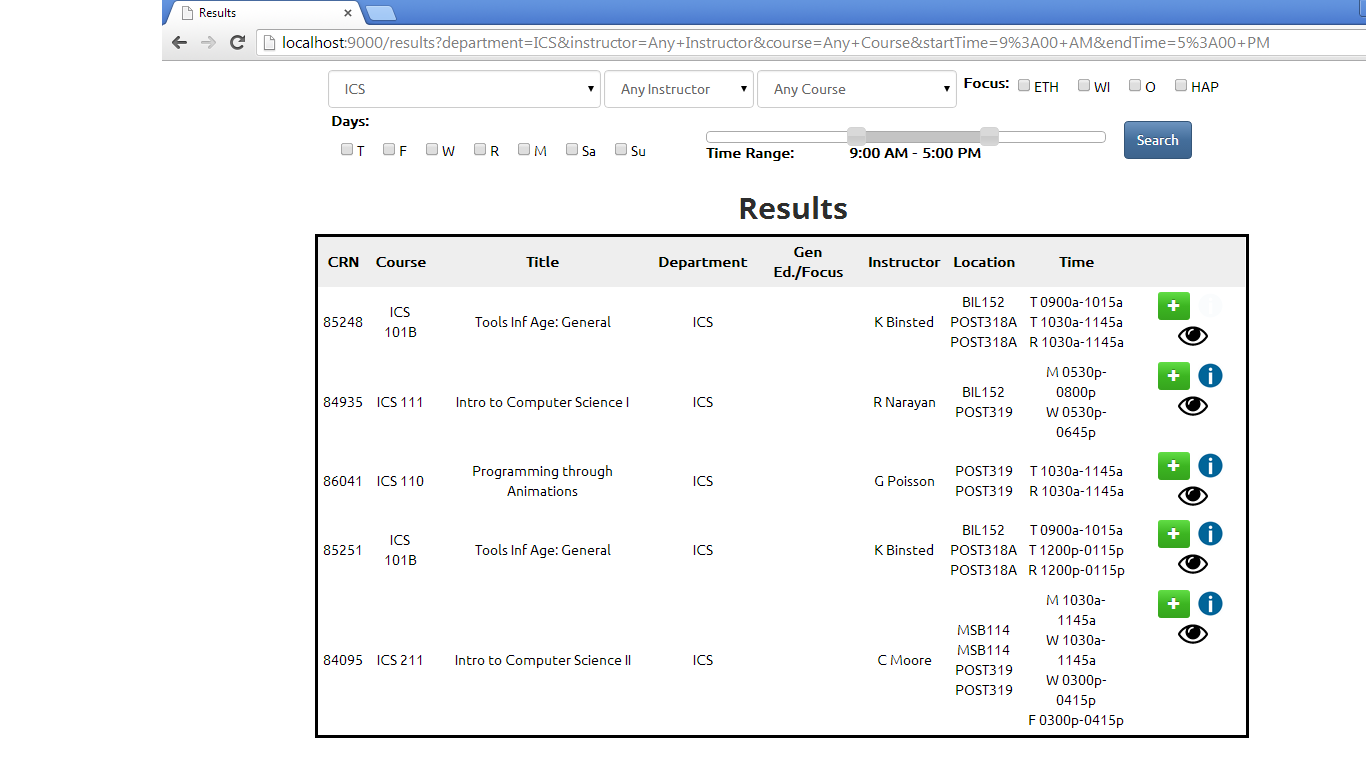 Results
localhost:9000/results?department=ICS&instructor=Any+Instructor&course=Any+Course&startTime=9%3A00+AM&endTime=5%3A00+PM
ICS Any Instructor Any Course Focus: ETH WI O HAP
Days:
T F W R M Sa Su
Time Range: 9:00 AM - 5:00 PM
Search
Results
CRN Course Title Department Gen Ed./Focus Instructor Location Time
85248 ICS 101B Tools Inf Age: General ICS K Binsted
BIL152 T 0900a-1015a
POST318A T 1030a-1145a
POST318A R 1030a-1145a
84935 ICS 111 Intro to Computer Science I ICS R Narayan
BIL152 M 0530p-0800p
POST319 W 0530p-0645p
86041 ICS 110 Programming through Animations ICS G Poisson
POST319 T 1030a-1145a
POST319 R 1030a-1145a
85251 ICS 101B Tools Inf Age: General ICS K Binsted
BIL152 T 0900a-1015a
POST318A T 1200p-0115p
POST318A R 1200p-0115p
84095 ICS 211 Intro to Computer Science II ICS C Moore
MSB114 M 1030a-1145a
MSB114 W 1030a-1145a
POST319 W 0300p-0415p
POST319 F 0300p-0415p